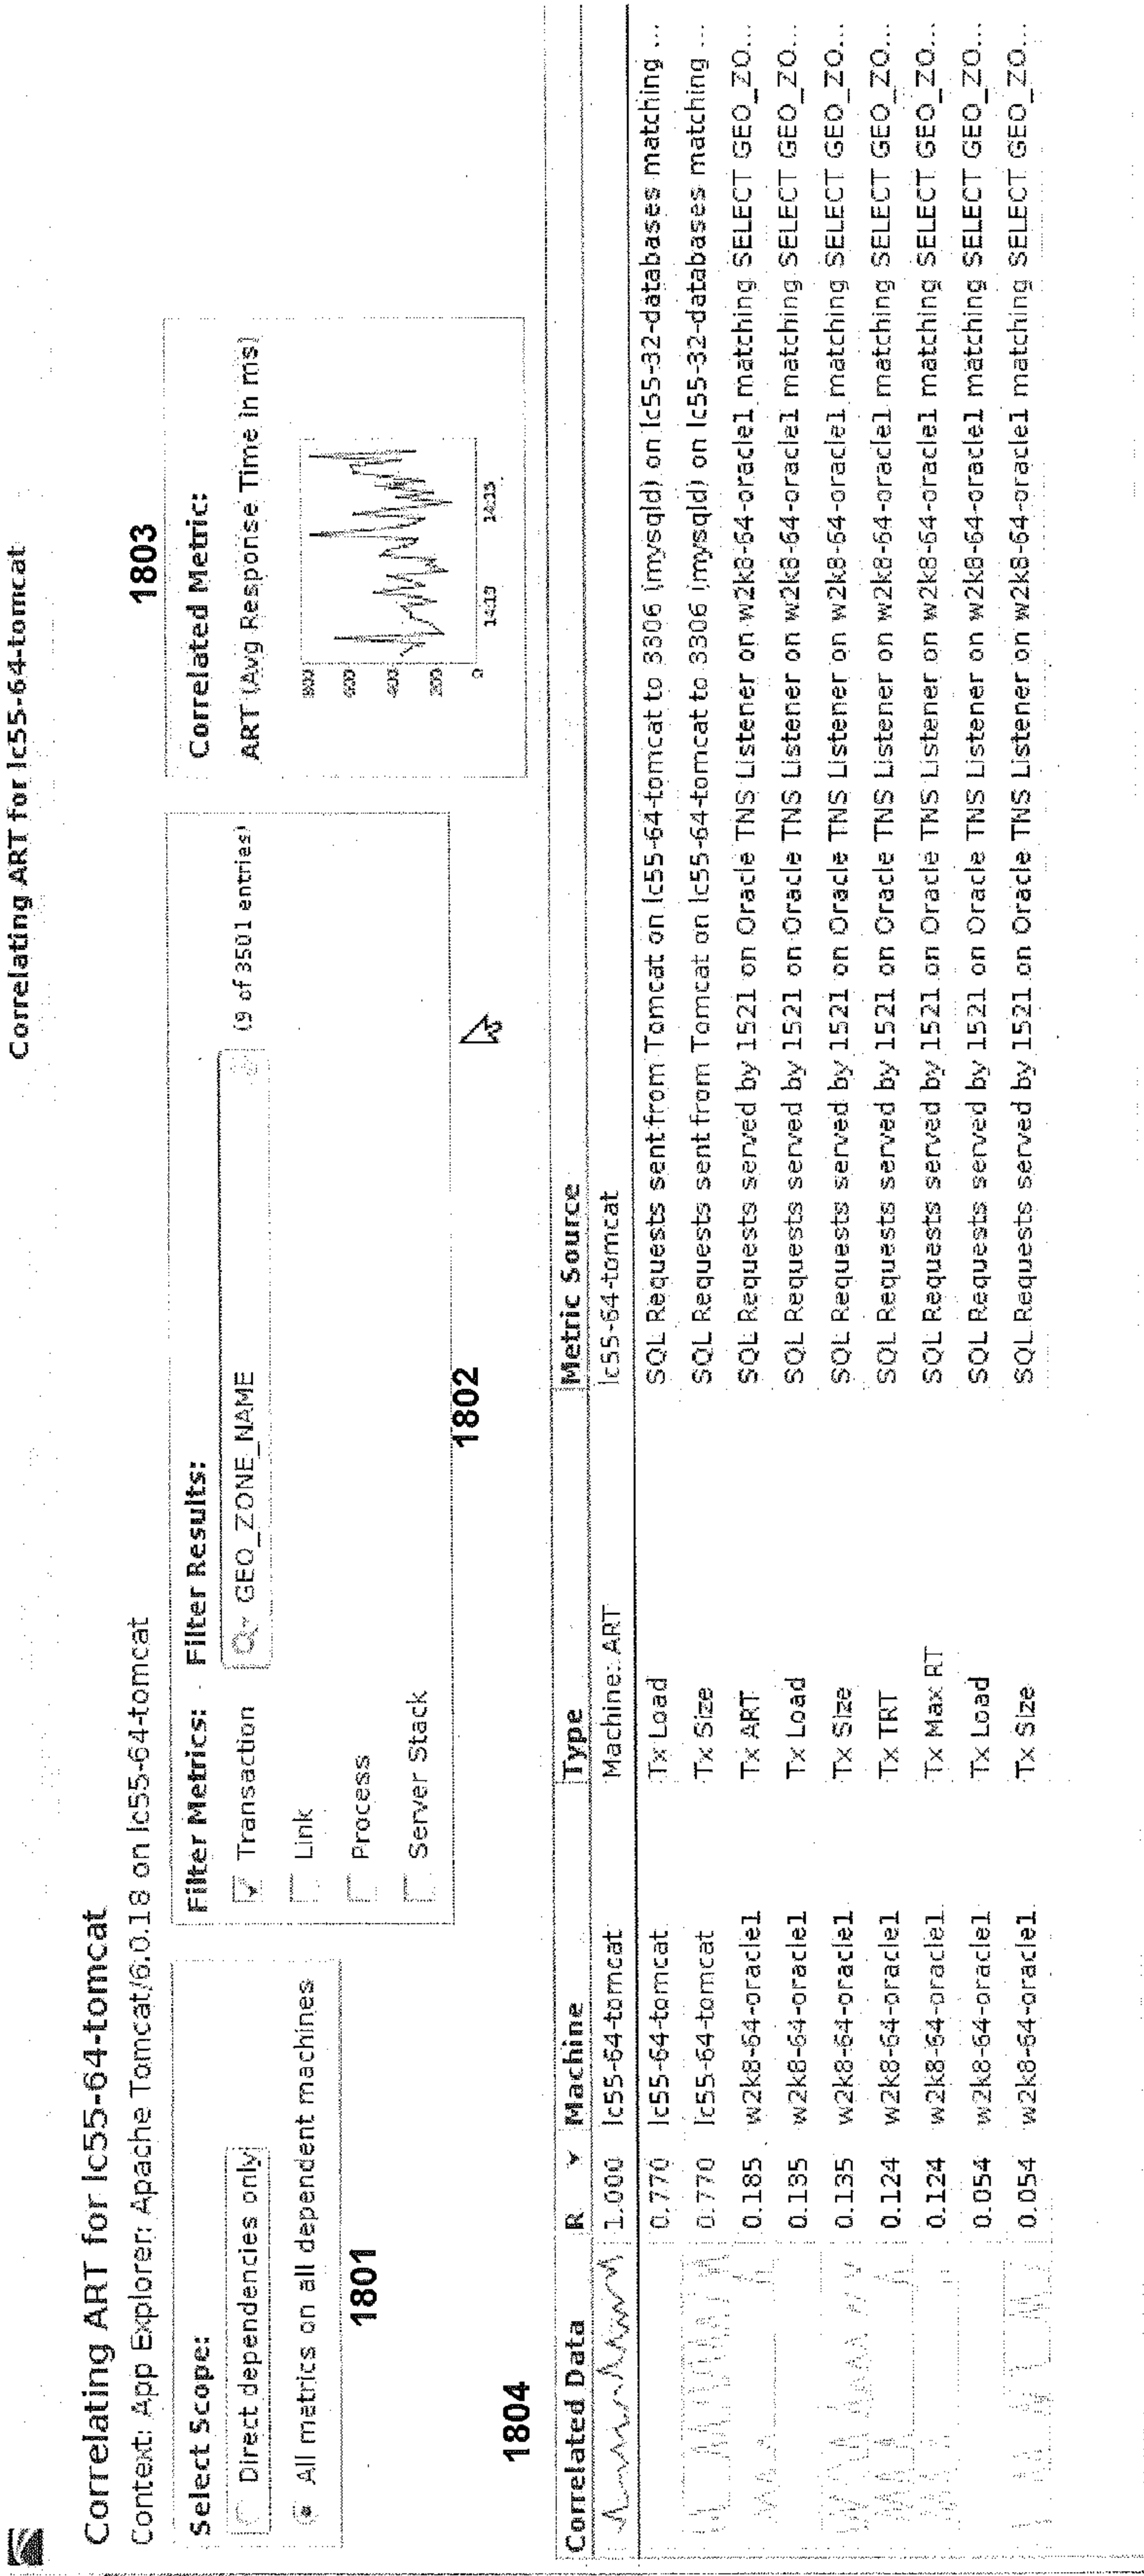 Correlating ART for lc55-64-tomcat
Correlating ART for lc55-64-tomcat
Context: App Explorer: Apache Tomcat/6.0.18 on lc55-64-tomcat
Select Scope:
Direct dependencies only
All metrics on all dependent machines
1801
Filter Metrics: Filter Results:
Transaction GEO_ZONE_NAME (9 of 3501 entries)
Link
Process
Server Stack
1802
1803
Correlated Metric:
ART (Avg Response Time in ms)
800
600
400
200
0
14:10 14:15
1804
Correlated Data R Machine Type Metric Source
1.000 lc55-64-tomcat Machine: ART lc55-64-tomcat
0.770 lc55-64-tomcat Tx Load SQL Requests sent from Tomcat on lc55-64-tomcat to 3306 (mysqld) on lc55-32-databases matching ...
0.770 lc55-64-tomcat Tx Size SQL Requests sent from Tomcat on lc55-64-tomcat to 3306 (mysqld) on lc55-32-databases matching ...
0.185 w2k8-64-oracle1 Tx ART SQL Requests served by 1521 on Oracle TNS Listener on w2k8-64-oracle1 matching SELECT GEO_ZO...
0.135 w2k8-64-oracle1 Tx Load SQL Requests served by 1521 on Oracle TNS Listener on w2k8-64-oracle1 matching SELECT GEO_ZO...
0.135 w2k8-64-oracle1 Tx Size SQL Requests served by 1521 on Oracle TNS Listener on w2k8-64-oracle1 matching SELECT GEO_ZO...
0.124 w2k8-64-oracle1 Tx TRT SQL Requests served by 1521 on Oracle TNS Listener on w2k8-64-oracle1 matching SELECT GEO_ZO...
0.124 w2k8-64-oracle1 Tx Max RT SQL Requests served by 1521 on Oracle TNS Listener on w2k8-64-oracle1 matching SELECT GEO_ZO...
0.054 w2k8-64-oracle1 Tx Load SQL Requests served by 1521 on Oracle TNS Listener on w2k8-64-oracle1 matching SELECT GEO_ZO...
0.054 w2k8-64-oracle1 Tx Size SQL Requests served by 1521 on Oracle TNS Listener on w2k8-64-oracle1 matching SELECT GEO_ZO...